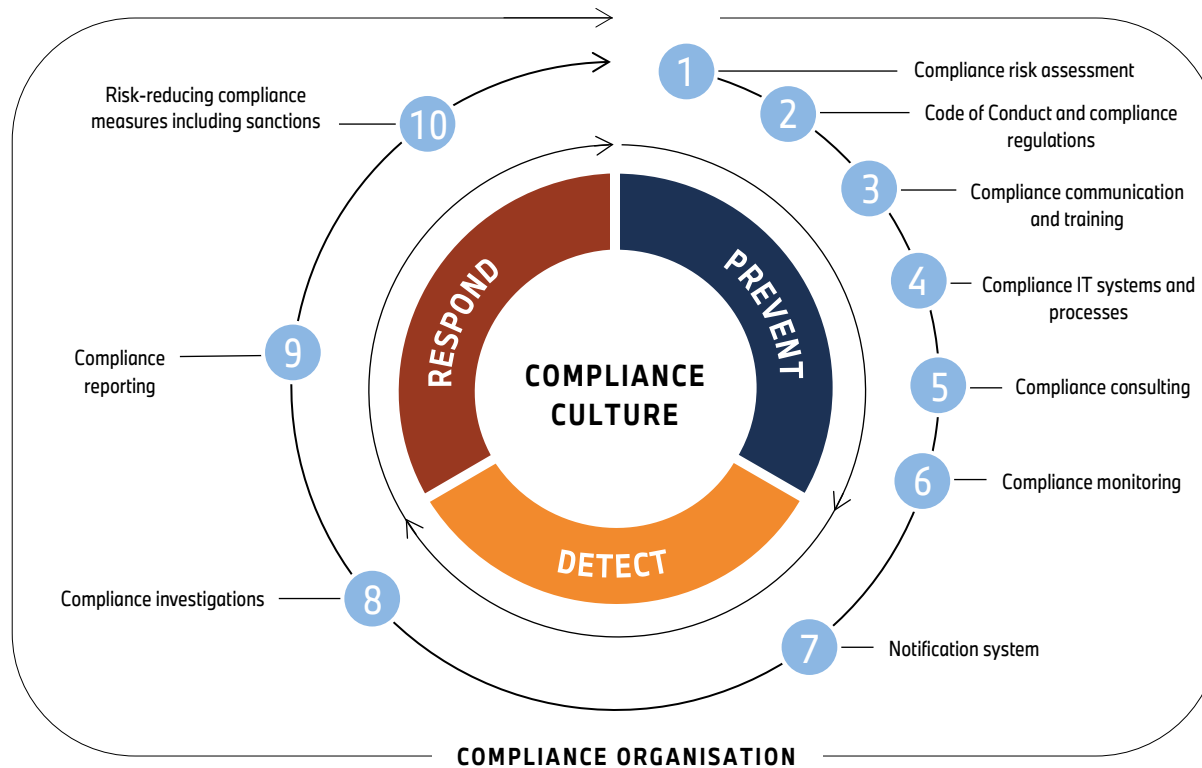 1
Compliance risk assessment
2
Code of Conduct and compliance
regulations
3
Compliance communication
and training
4
Compliance IT systems and
processes
5
Compliance consulting
6
Compliance monitoring
7
Notification system
8
Compliance investigations
9
Compliance
reporting
10
Risk-reducing compliance
measures including sanctions
PREVENT
DETECT
RESPOND
COMPLIANCE
CULTURE
COMPLIANCE ORGANISATION